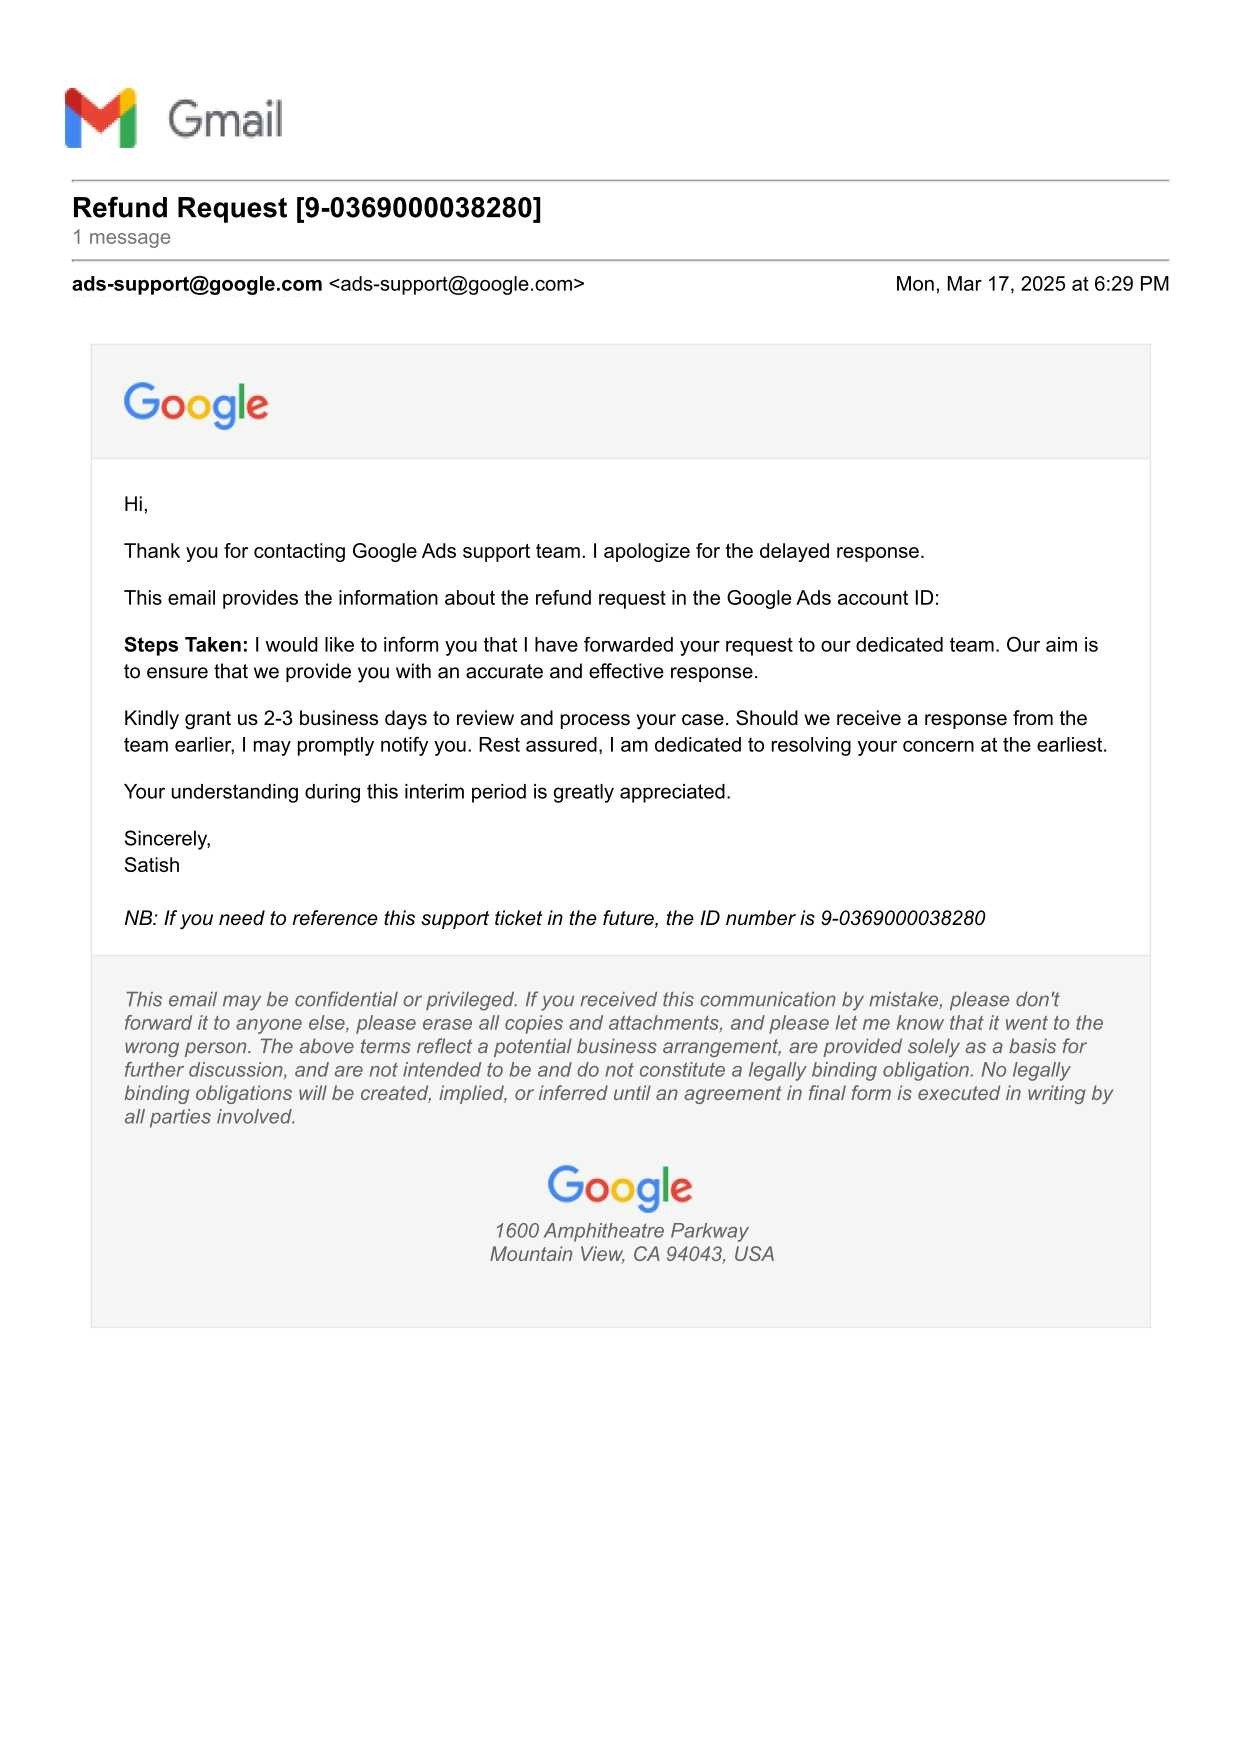 Gmail
Refund Request [9-0369000038280]
1 message
ads-support@google.com <ads-support@google.com> Mon, Mar 17, 2025 at 6:29 PM
Google
Hi,
Thank you for contacting Google Ads support team. I apologize for the delayed response.
This email provides the information about the refund request in the Google Ads account ID:
Steps Taken: I would like to inform you that I have forwarded your request to our dedicated team. Our aim is
to ensure that we provide you with an accurate and effective response.
Kindly grant us 2-3 business days to review and process your case. Should we receive a response from the
team earlier, I may promptly notify you. Rest assured, I am dedicated to resolving your concern at the earliest.
Your understanding during this interim period is greatly appreciated.
Sincerely,
Satish
NB: If you need to reference this support ticket in the future, the ID number is 9-0369000038280
This email may be confidential or privileged. If you received this communication by mistake, please don't
forward it to anyone else, please erase all copies and attachments, and please let me know that it went to the
wrong person. The above terms reflect a potential business arrangement, are provided solely as a basis for
further discussion, and are not intended to be and do not constitute a legally binding obligation. No legally
binding obligations will be created, implied, or inferred until an agreement in final form is executed in writing by
all parties involved.
Google
1600 Amphitheatre Parkway
Mountain View, CA 94043, USA